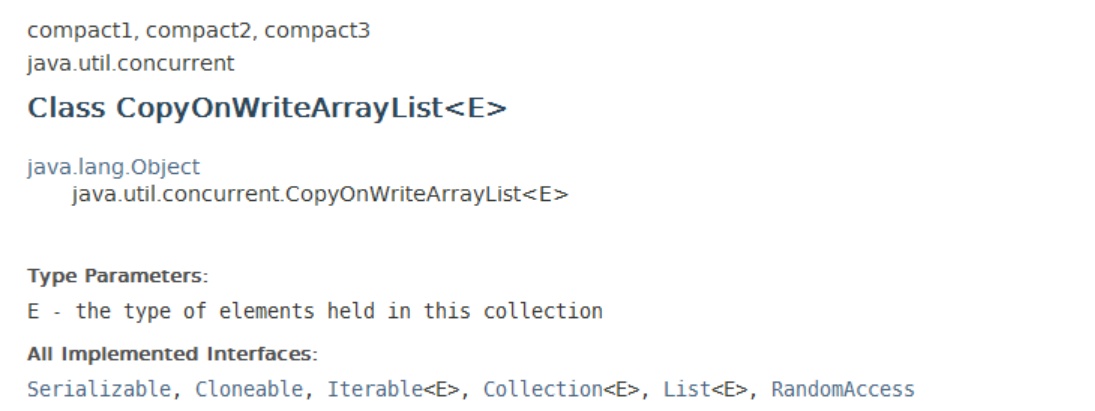 compact1, compact2, compact3
java.util.concurrent
Class CopyOnWriteArrayList<E>
java.lang.Object
java.util.concurrent.CopyOnWriteArrayList<E>
Type Parameters:
E - the type of elements held in this collection
All Implemented Interfaces:
Serializable, Cloneable, Iterable<E>, Collection<E>, List<E>, RandomAccess